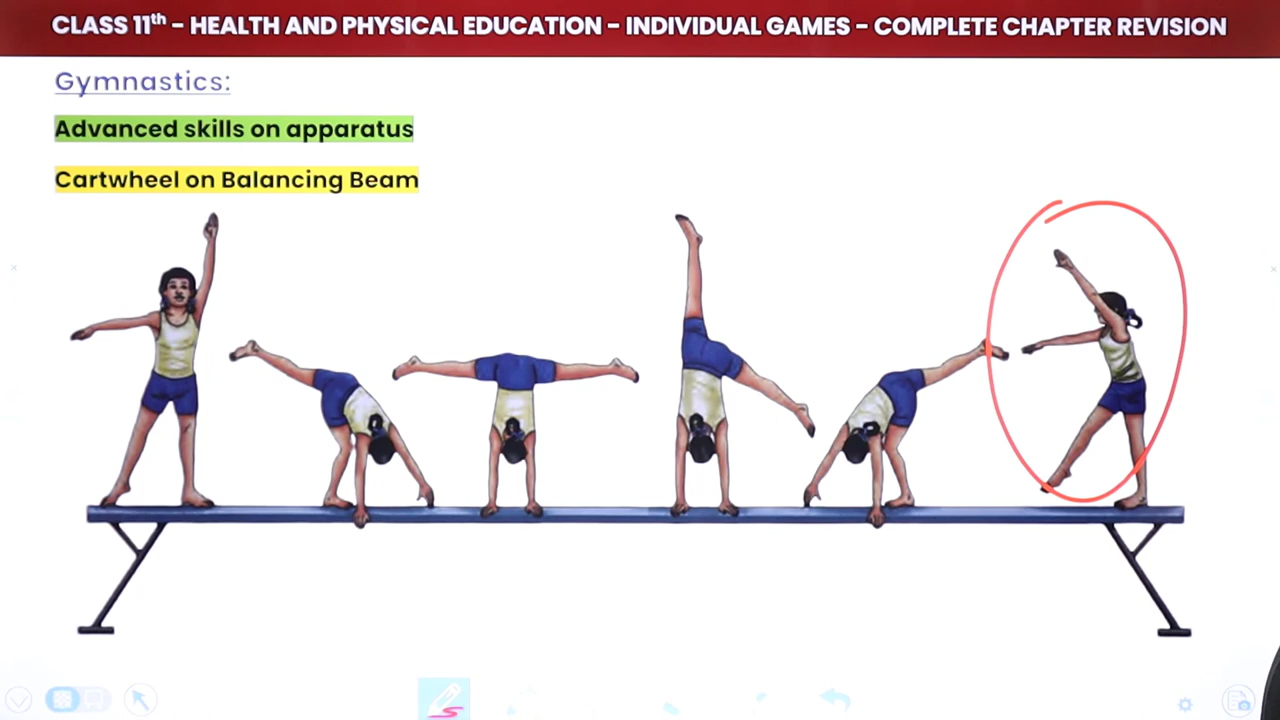 CLASS 11th – HEALTH AND PHYSICAL EDUCATION – INDIVIDUAL GAMES – COMPLETE CHAPTER REVISION
Gymnastics:
Advanced skills on apparatus
Cartwheel on Balancing Beam